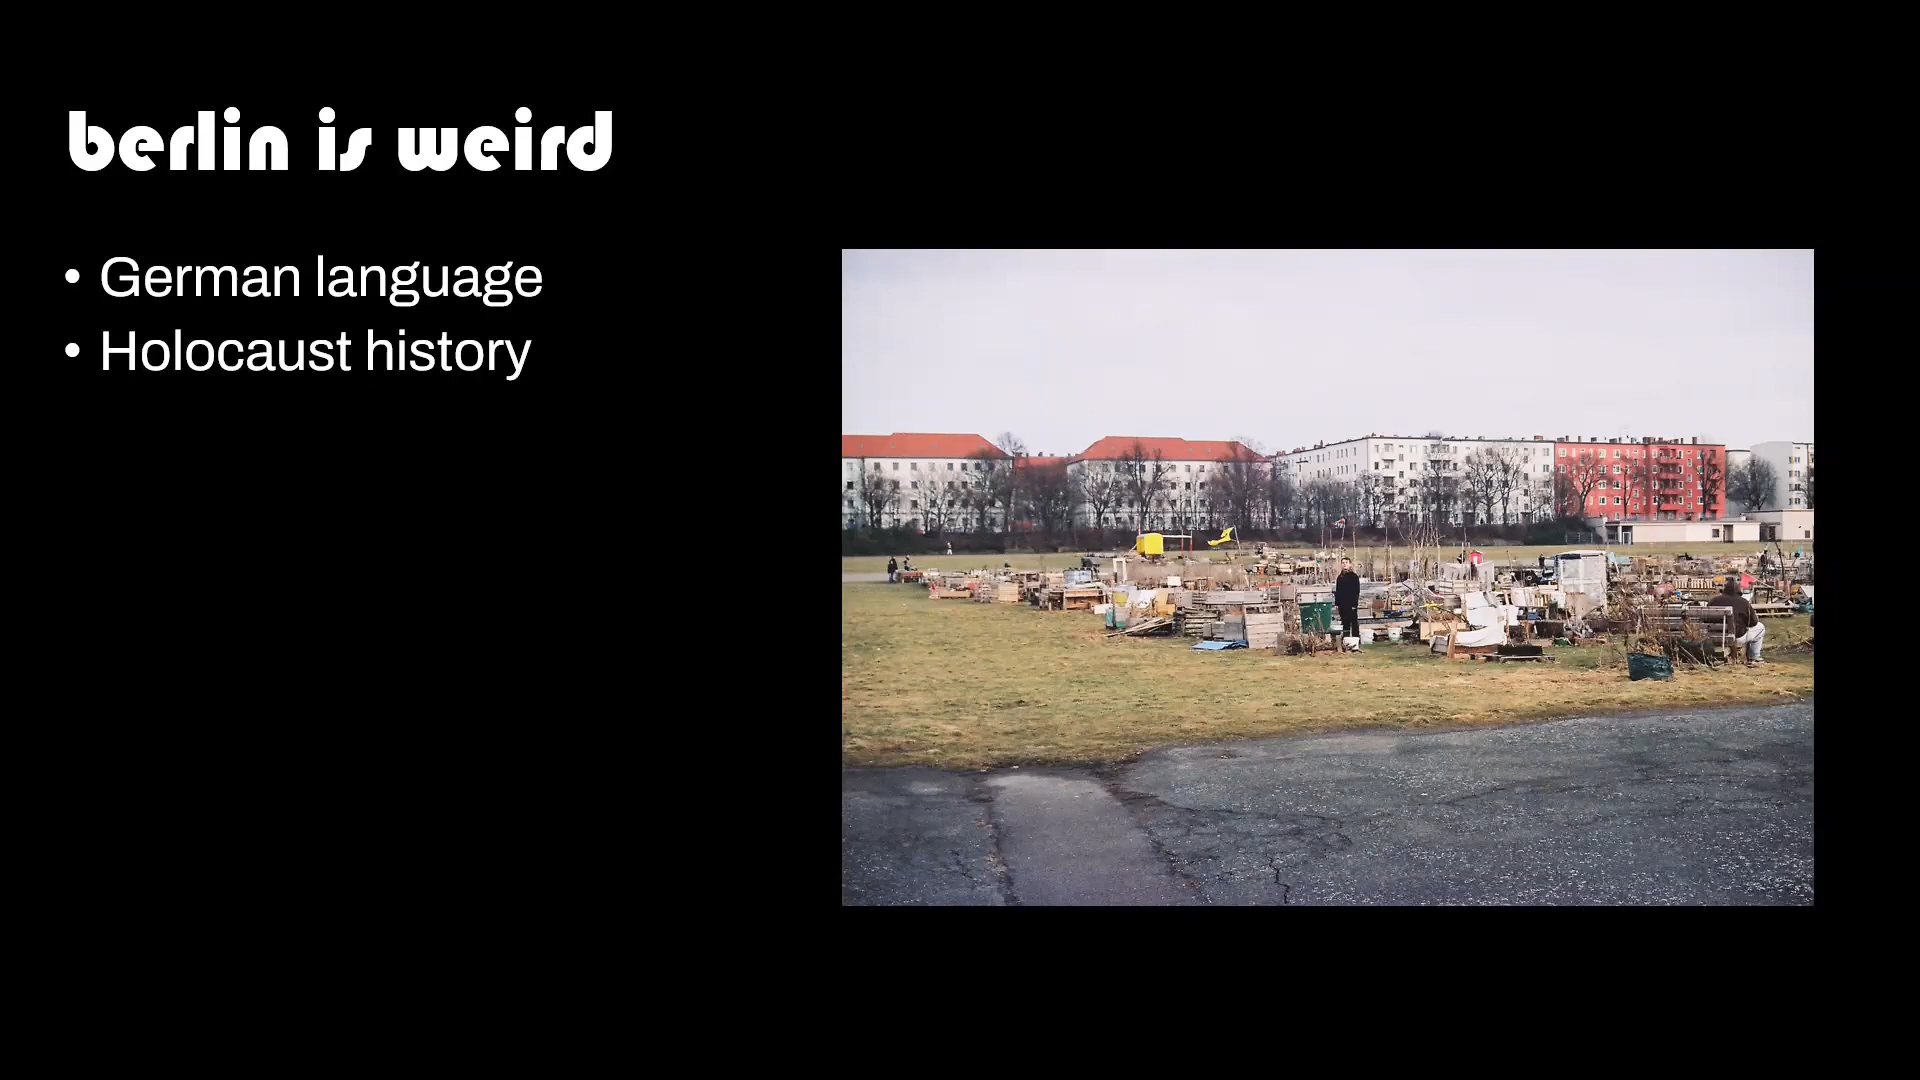 berlin is weird
• German language
• Holocaust history